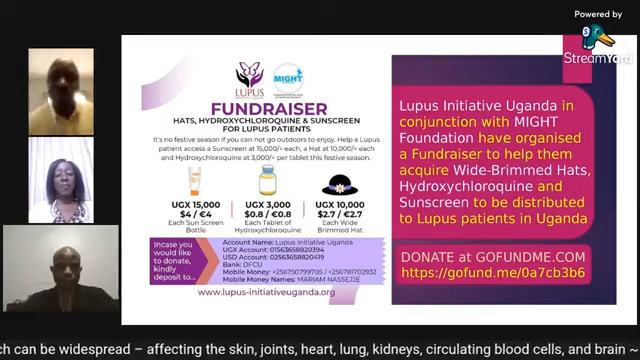 Powered by
StreamYard
LUPUS
MIGHT
FUNDRAISER
HATS, HYDROXYCHLOROQUINE & SUNSCREEN
FOR LUPUS PATIENTS
It's no festive season if you can not go outdoors to enjoy. Help a Lupus
patient access a Sunscreen at 15,000/= each, a Hat at 10,000/= each
and Hydroxychloroquine at 3,000/= per tablet this festive season.
UGX 15,000
$4 / €4
Each Sun Screen
Bottle
UGX 3,000
$0.8 / €0.8
Each Tablet of
Hydroxychloroquine
UGX 10,000
$2.7 / €2.7
Each Wide
Brimmed Hat
Incase you
would like
to donate,
kindly
deposit to...
Account Name: Lupus Initiative Uganda
UGX Account: 01563658820394
USD Account: 02563658820419
Bank: DFCU
Mobile Money: +256750799705 / +256781702932
Mobile Money Names: MARIAM NASSEJJE
www.lupus-initiativeuganda.org
Lupus Initiative Uganda in
conjunction with MIGHT
Foundation have organised
a Fundraiser to help them
acquire Wide-Brimmed Hats,
Hydroxychloroquine and
Sunscreen to be distributed
to Lupus patients in Uganda
DONATE at GOFUNDME.COM
https://gofund.me/0a7cb3b6
ch can be widespread – affecting the skin, joints, heart, lung, kidneys, circulating blood cells, and brain ~